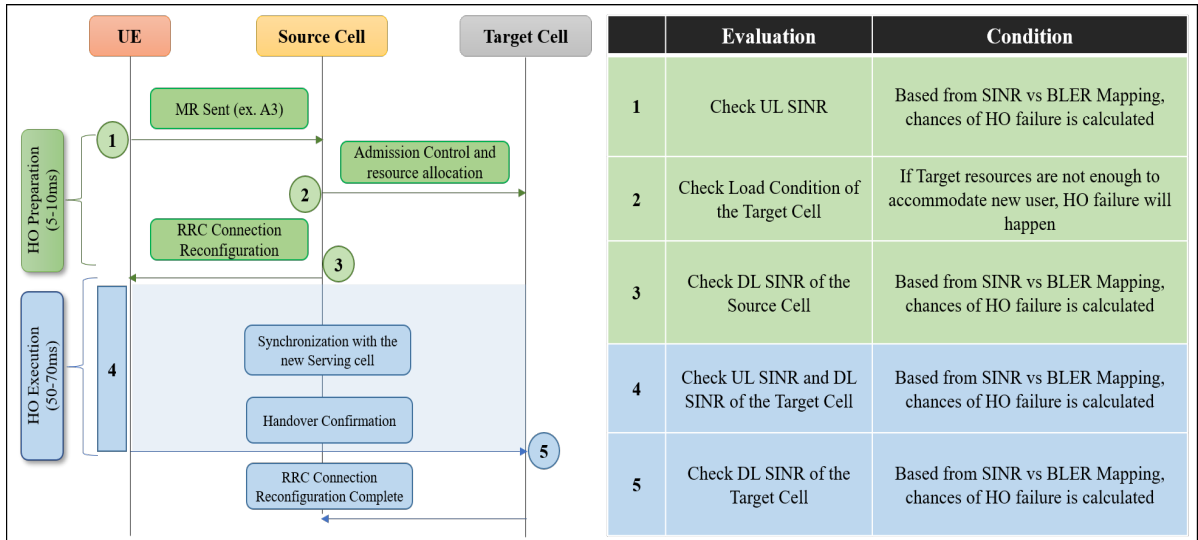 UE
Source Cell
Target Cell
MR Sent (ex. A3)
1
Admission Control and
resource allocation
2
RRC Connection
Reconfiguration
3
HO Preparation
(5-10ms)
HO Execution
(50-70ms)
4
Synchronization with the
new Serving cell
Handover Confirmation
5
RRC Connection
Reconfiguration Complete
Evaluation
Condition
1
Check UL SINR
Based from SINR vs BLER Mapping,
chances of HO failure is calculated
2
Check Load Condition of
the Target Cell
If Target resources are not enough to
accommodate new user, HO failure will
happen
3
Check DL SINR of the
Source Cell
Based from SINR vs BLER Mapping,
chances of HO failure is calculated
4
Check UL SINR and DL
SINR of the Target Cell
Based from SINR vs BLER Mapping,
chances of HO failure is calculated
5
Check DL SINR of the
Target Cell
Based from SINR vs BLER Mapping,
chances of HO failure is calculated